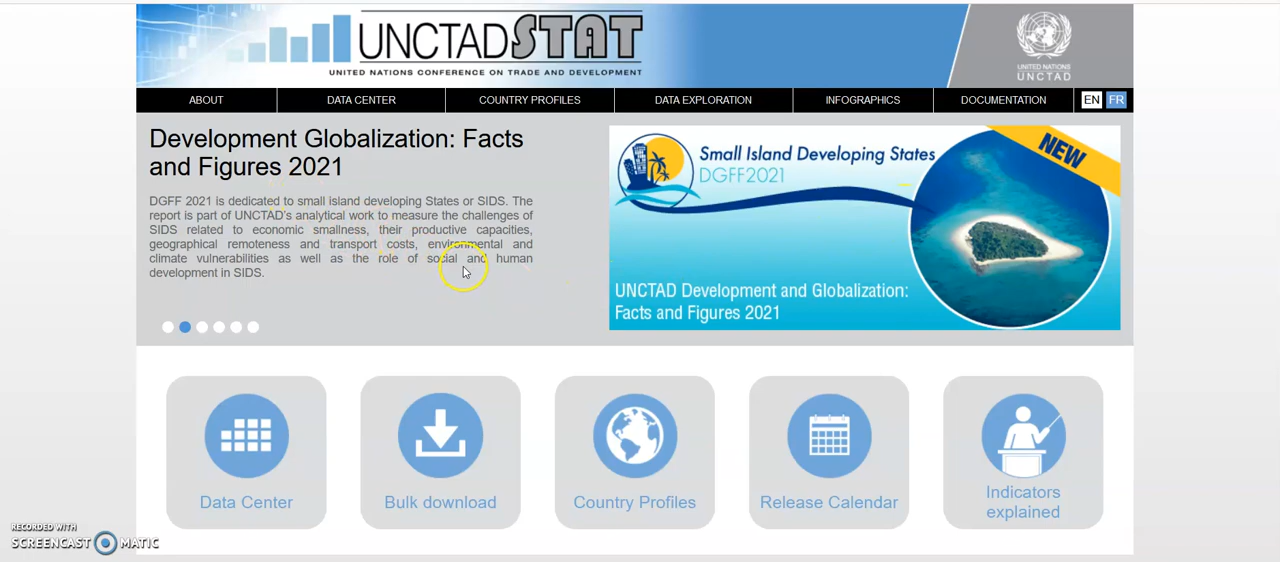 UNCTADSTAT
UNITED NATIONS CONFERENCE ON TRADE AND DEVELOPMENT
UNITED NATIONS
UNCTAD
ABOUT DATA CENTER COUNTRY PROFILES DATA EXPLORATION INFOGRAPHICS DOCUMENTATION EN FR
Development Globalization: Facts
and Figures 2021
DGFF 2021 is dedicated to small island developing States or SIDS. The
report is part of UNCTAD's analytical work to measure the challenges of
SIDS related to economic smallness, their productive capacities,
geographical remoteness and transport costs, environmental and
climate vulnerabilities as well as the role of social and human
development in SIDS.
Small Island Developing States
DGFF2021
NEW
UNCTAD Development and Globalization:
Facts and Figures 2021
Data Center
Bulk download
Country Profiles
Release Calendar
Indicators
explained
RECORDED WITH
SCREENCAST MATIC